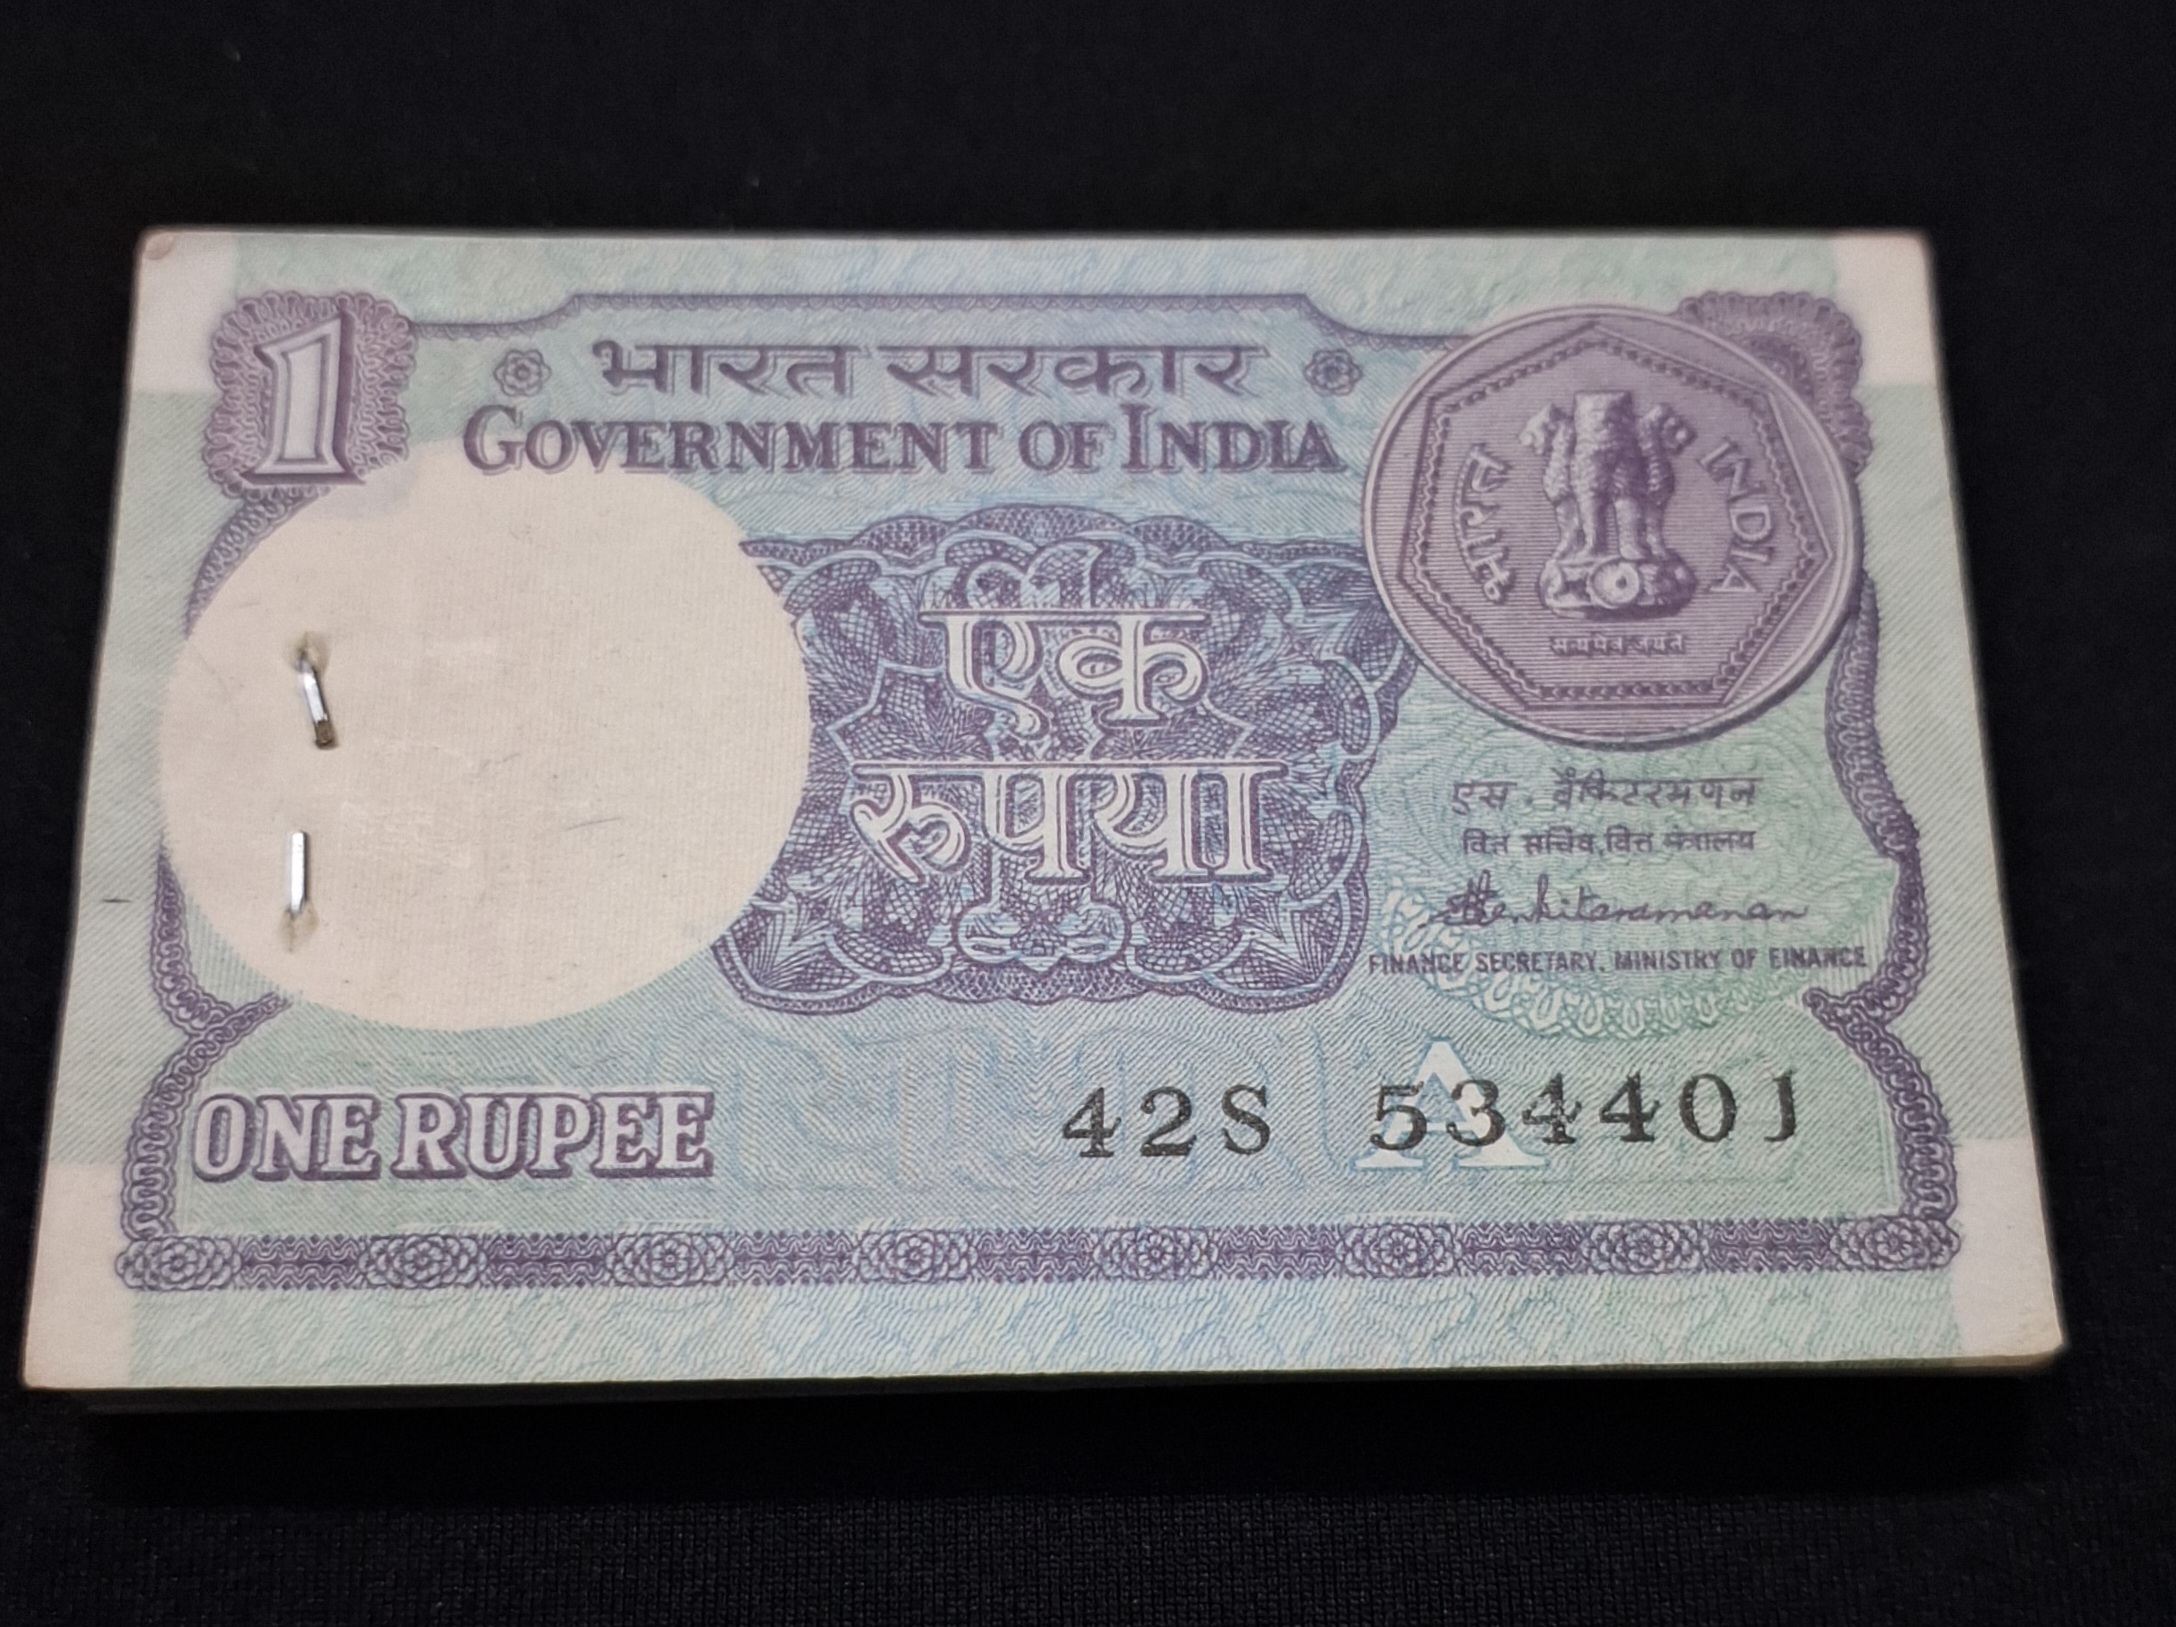 1
भारत सरकार
GOVERNMENT OF INDIA
भारत INDIA
सत्यमेव जयते
एक
रुपया
एस. वेंकिटरमणन
वित्त सचिव, वित्त मंत्रालय
SVenkitaramanan
FINANCE SECRETARY, MINISTRY OF FINANCE
A
ONE RUPEE 42S 534401